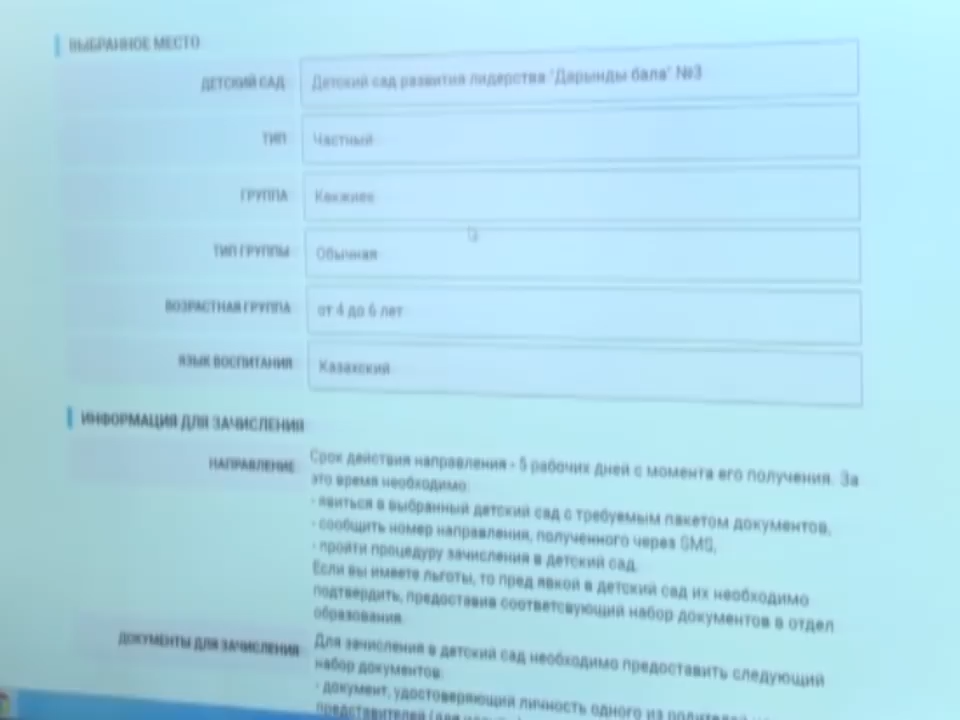 ВЫБРАННОЕ МЕСТО
ДЕТСКИЙ САД Детский сад развития лидерства "Дарынды бала" №3
ТИП Частный
ГРУППА
ТИП ГРУППЫ Обычная
ВОЗРАСТНАЯ ГРУППА от 4 до 6 лет
ЯЗЫК ВОСПИТАНИЯ Казахский
ИНФОРМАЦИЯ ДЛЯ ЗАЧИСЛЕНИЯ
НАПРАВЛЕНИЕ Срок действия направления - 5 рабочих дней с момента его получения. За
это время необходимо:
- явиться в выбранный детский сад с требуемым пакетом документов,
- сообщить номер направления, полученного через SMS,
- пройти процедуру зачисления в детский сад.
Если вы имеете льготы, то пред явкой в детский сад их необходимо
подтвердить, предоставив соответсвующий набор документов в отдел
образования.
ДОКУМЕНТЫ ДЛЯ ЗАЧИСЛЕНИЯ Для зачисления в детский сад необходимо предоставить следующий
набор документов:
- документ, удостоверяющий личность одного из родителей
представителей